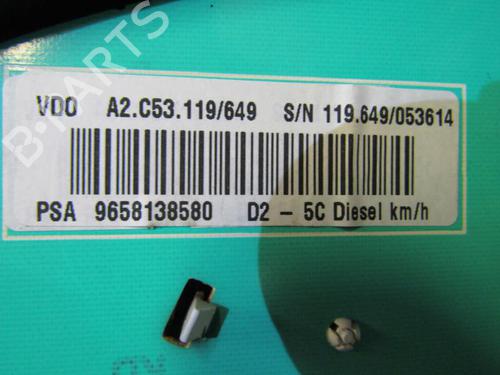 B-PARTS
VDO A2.C53.119/649 S/N 119.649/053614
PSA 9658138580 D2 - 5C Diesel km/h